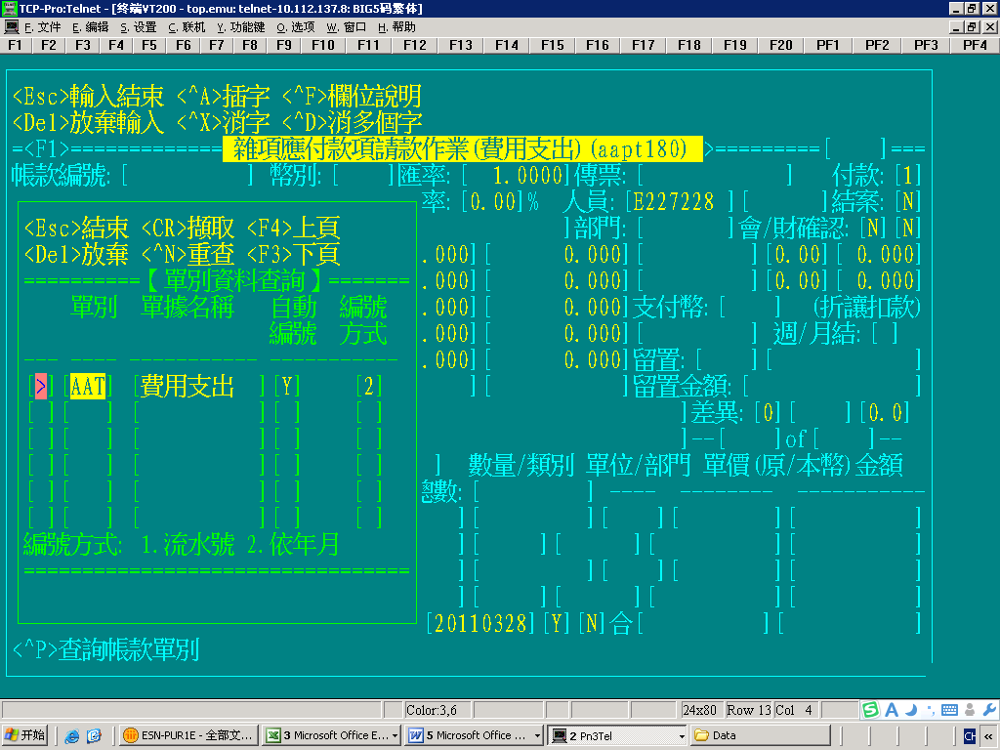 TCP-Pro:Telnet - [终端VT200 - top.emu: telnet-10.112.137.8: BIG5码繁体]
F. 文件 E. 编辑 S. 设置 C. 联机 Y. 功能键 O. 选项 W. 窗口 H. 帮助
F1 F2 F3 F4 F5 F6 F7 F8 F9 F10 F11 F12 F13 F14 F15 F16 F17 F18 F19 F20 PF1 PF2 PF3 PF4
<Esc>輸入結束 <^A>插字 <^F>欄位說明
<Del>放棄輸入 <^X>消字 <^D>消多個字
=<F1>============= 雜項應付款項請款作業(費用支出)(aapt180) >=========[    ]===
帳款編號: [          ] 幣別: [    ]匯率: [  1.0000]傳票: [            ] 付款: [1]
率: [0.00]% 人員: [E227228 ][      ]結案: [N]
<Esc>結束 <CR>擷取 <F4>上頁 ]部門: [      ]會/財確認: [N][N]
<Del>放棄 <^N>重查 <F3>下頁 .000][      0.000][         ][0.00][ 0.000]
==========【單別資料查詢】======= .000][      0.000][         ][0.00][ 0.000]
單別 單據名稱 自動 編號 .000][      0.000]支付幣: [    ] (折讓扣款)
編號 方式 .000][      0.000][         ] 週/月結: [ ]
--- ---- ----------- ----------- .000][      0.000]留置: [    ][            ]
[>][AAT] [費用支出  ][Y] [2] ][            ]留置金額: [              ]
[ ][   ] [          ][ ] [ ] ]差異: [0][    ][0.0]
[ ][   ] [          ][ ] [ ] ]--[    ]of[    ]--
[ ][   ] [          ][ ] [ ] ] 數量/類別 單位/部門 單價(原/本幣)金額
[ ][   ] [          ][ ] [ ] 總數: [         ] ---- -------- -----------
[ ][   ] [          ][ ] [ ] ][         ][    ][        ][          ]
編號方式: 1.流水號 2.依年月 ][     ][      ][           ][          ]
================================= ][         ][    ][        ][          ]
][     ][      ][           ][          ]
[20110328][Y][N]合[          ][           ]
<^P>查詢帳款單別
Color:3,6 24x80 Row 13 Col 4
开始 ESN-PUR1E - 全部文... 3 Microsoft Office E... 5 Microsoft Office ... 2 Pn3Tel Data CH «